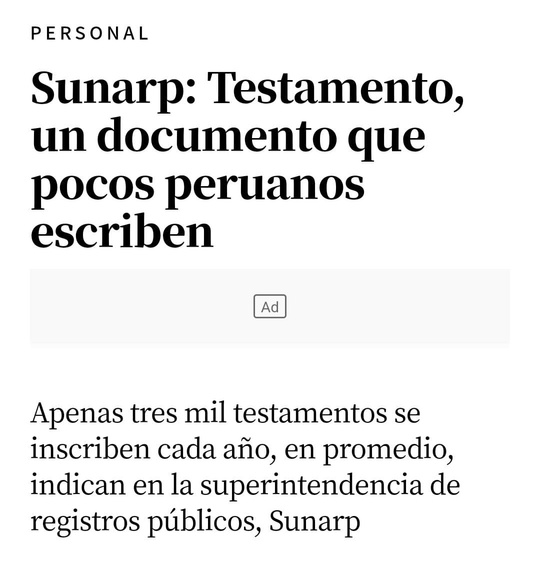 PERSONAL
Sunarp: Testamento,
un documento que
pocos peruanos
escriben
Ad
Apenas tres mil testamentos se
inscriben cada año, en promedio,
indican en la superintendencia de
registros públicos, Sunarp